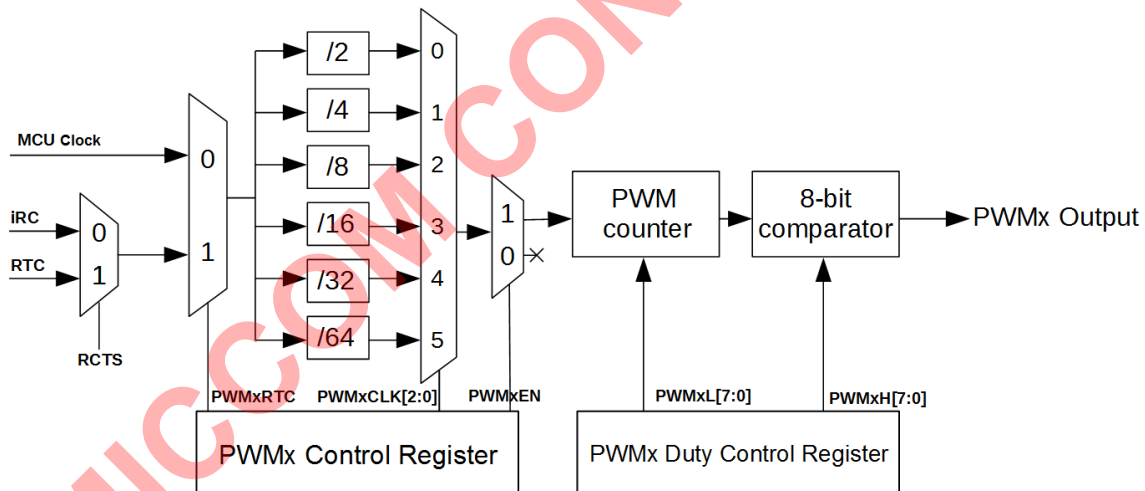 MCU Clock
iRC
RTC
0
1
RCTS
0
1
/2
/4
/8
/16
/32
/64
0
1
2
3
4
5
1
0
PWM
counter
8-bit
comparator
PWMx Output
PWMxRTC
PWMxCLK[2:0]
PWMxEN
PWMxL[7:0]
PWMxH[7:0]
PWMx Control Register
PWMx Duty Control Register
MICCOM CON